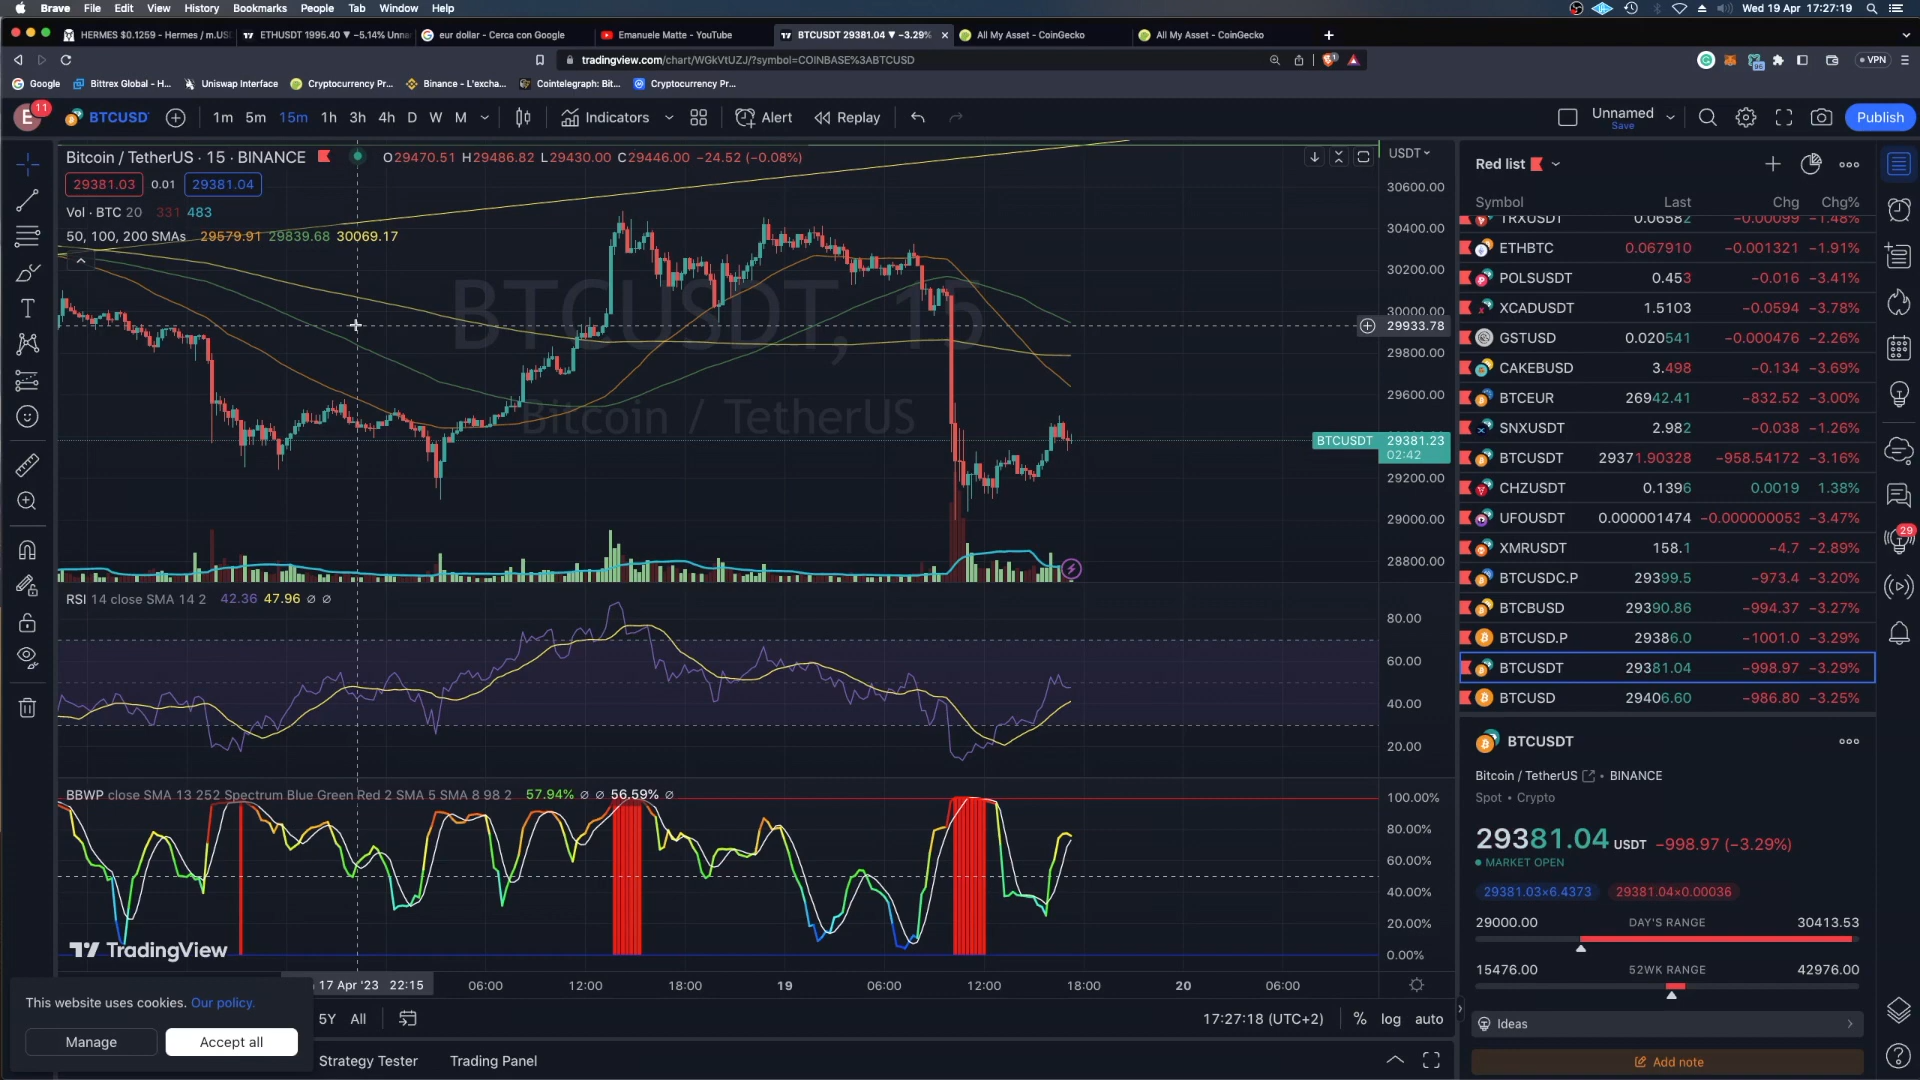 Brave File Edit View History Bookmarks People Tab Window Help Wed 19 Apr 17:27:19
HERMES $0.1259 - Hermes / m.USD ETHUSDT 1995.40 ▼ −5.14% Unna eur dollar - Cerca con Google Emanuele Matte - YouTube BTCUSDT 29381.04 ▼ −3.29% × All My Asset - CoinGecko All My Asset - CoinGecko +
tradingview.com/chart/WGkVtUZJ/?symbol=COINBASE%3ABTCUSD VPN
Google Bittrex Global - H... Uniswap Interface Cryptocurrency Pr... Binance - L'excha... Cointelegraph: Bit... Cryptocurrency Pr...
E 11 BTCUSD 1m 5m 15m 1h 3h 4h D W M Indicators Alert Replay Unnamed Save Publish
Bitcoin / TetherUS · 15 · BINANCE O29470.51 H29486.82 L29430.00 C29446.00 −24.52 (−0.08%)
29381.03 0.01 29381.04
Vol · BTC 20 331 483
50, 100, 200 SMAs 29579.91 29839.68 30069.17
BTCUSDT, 15
Bitcoin / TetherUS
USDT
30600.00
30400.00
30200.00
30000.00
29933.78
29800.00
29600.00
BTCUSDT 29381.23
02:42
29200.00
29000.00
28800.00
RSI 14 close SMA 14 2 42.36 47.96 ∅ ∅
80.00
60.00
40.00
20.00
BBWP close SMA 13 252 Spectrum Blue Green Red 2 SMA 5 SMA 8 98 2 57.94% ∅ ∅ 56.59% ∅
100.00%
80.00%
60.00%
40.00%
20.00%
0.00%
TradingView
17 Apr '23 22:15 06:00 12:00 18:00 19 06:00 12:00 18:00 20 06:00
This website uses cookies. Our policy.
Manage Accept all
5Y All 17:27:18 (UTC+2) % log auto
Strategy Tester Trading Panel
Red list
Symbol Last Chg Chg%
TRXUSDT 0.06582 −0.00099 −1.48%
ETHBTC 0.067910 −0.001321 −1.91%
POLSUSDT 0.453 −0.016 −3.41%
XCADUSDT 1.5103 −0.0594 −3.78%
GSTUSD 0.020541 −0.000476 −2.26%
CAKEBUSD 3.498 −0.134 −3.69%
BTCEUR 26942.41 −832.52 −3.00%
SNXUSDT 2.982 −0.038 −1.26%
BTCUSDT 29371.90328 −958.54172 −3.16%
CHZUSDT 0.1396 0.0019 1.38%
UFOUSDT 0.000001474 −0.000000053 −3.47%
XMRUSDT 158.1 −4.7 −2.89%
BTCUSDC.P 29399.5 −973.4 −3.20%
BTCBUSD 29390.86 −994.37 −3.27%
BTCUSD.P 29386.0 −1001.0 −3.29%
BTCUSDT 29381.04 −998.97 −3.29%
BTCUSD 29406.60 −986.80 −3.25%
29
BTCUSDT
Bitcoin / TetherUS • BINANCE
Spot • Crypto
29381.04 USDT −998.97 (−3.29%)
MARKET OPEN
29381.03×6.4373 29381.04×0.00036
29000.00 DAY'S RANGE 30413.53
15476.00 52WK RANGE 42976.00
Ideas
Add note